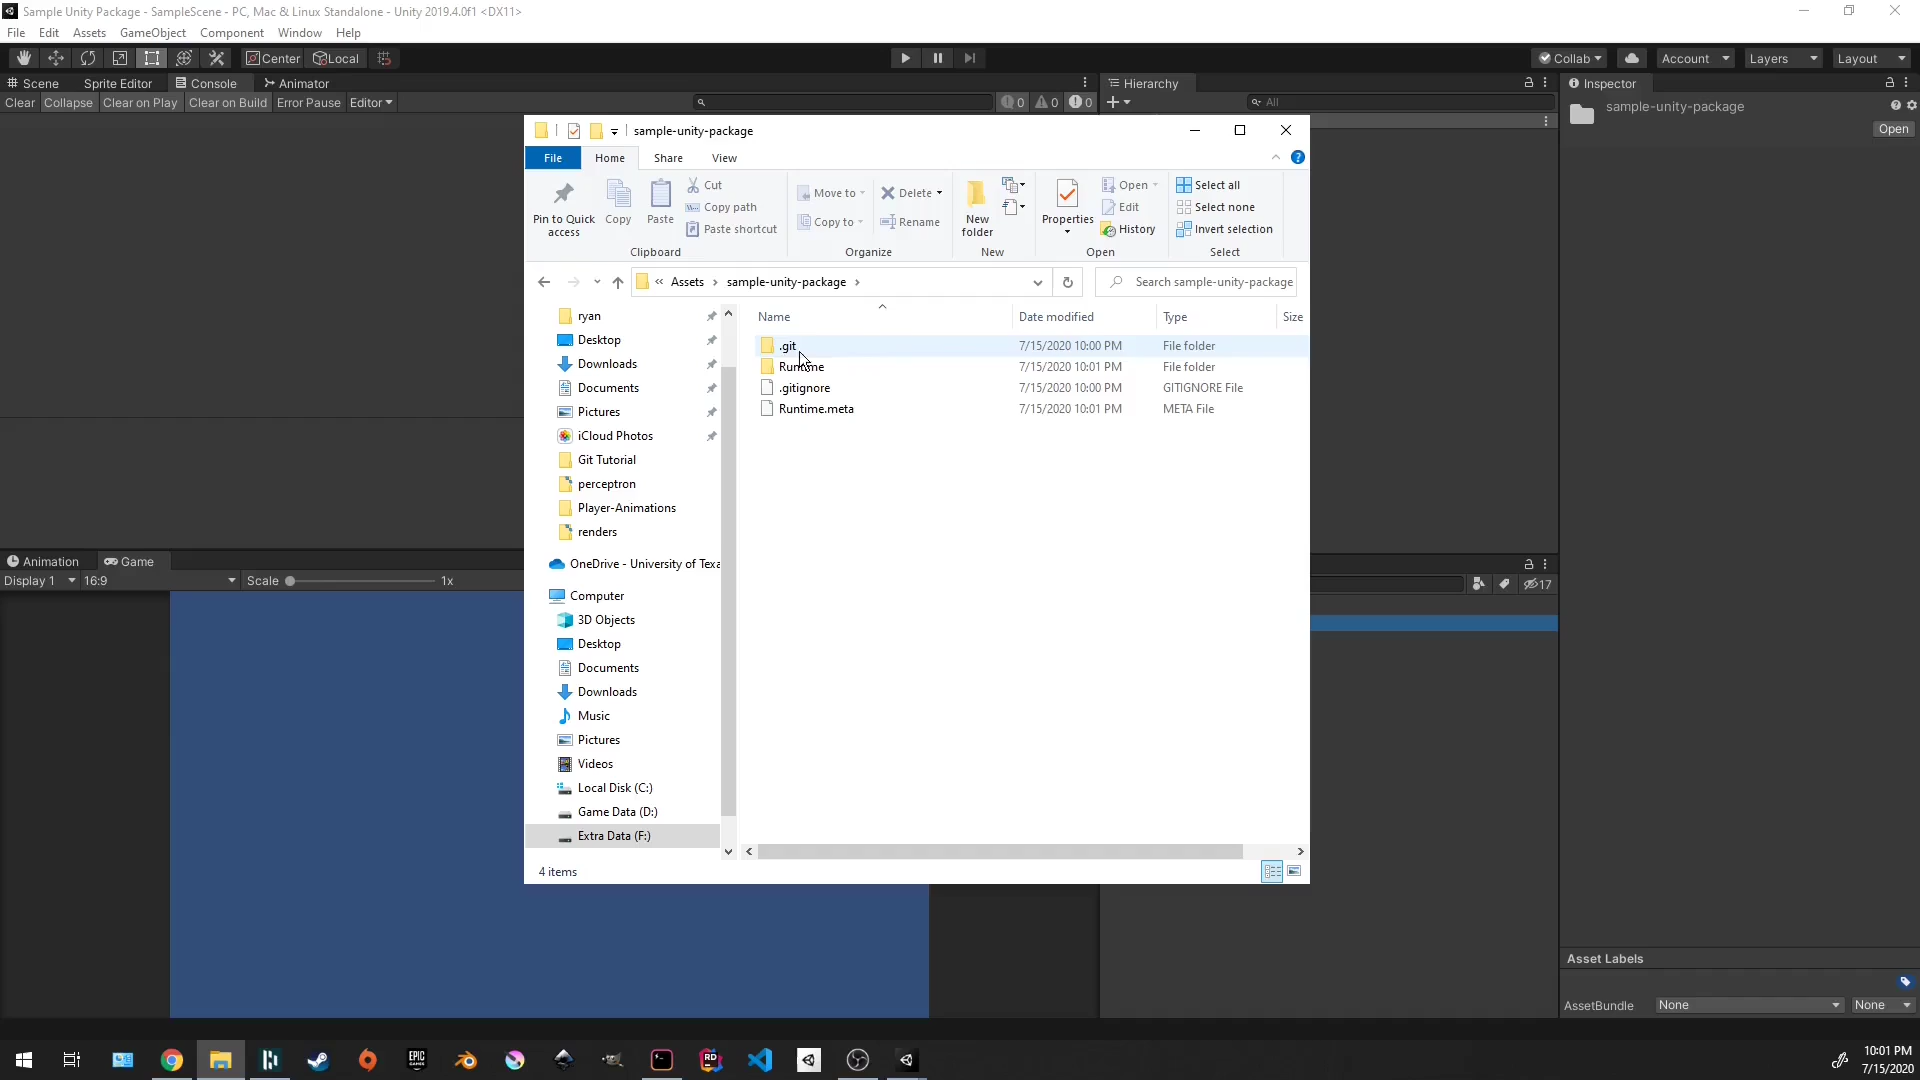 Sample Unity Package - SampleScene - PC, Mac & Linux Standalone - Unity 2019.4.0f1 <DX11>
File Edit Assets GameObject Component Window Help
Center Local Collab Account Layers Layout
Scene Sprite Editor Console Animator Hierarchy Inspector
Clear Collapse Clear on Play Clear on Build Error Pause Editor 0 0 0 All
sample-unity-package
Open
sample-unity-package
File Home Share View
Pin to Quick access
Copy
Paste
Cut
Copy path
Paste shortcut
Clipboard
Move to
Copy to
Delete
Rename
Organize
New folder
New
Properties
Open
Edit
History
Open
Select all
Select none
Invert selection
Select
« Assets › sample-unity-package › Search sample-unity-package
Name Date modified Type Size
.git 7/15/2020 10:00 PM File folder
Runtime 7/15/2020 10:01 PM File folder
.gitignore 7/15/2020 10:00 PM GITIGNORE File
Runtime.meta 7/15/2020 10:01 PM META File
ryan
Desktop
Downloads
Documents
Pictures
iCloud Photos
Git Tutorial
perceptron
Player-Animations
renders
OneDrive - University of Texa
Computer
3D Objects
Desktop
Documents
Downloads
Music
Pictures
Videos
Local Disk (C:)
Game Data (D:)
Extra Data (F:)
4 items
Animation Game
Display 1 16:9 Scale 1x
17
Asset Labels
AssetBundle None None
EPIC GAMES
RD
10:01 PM
7/15/2020